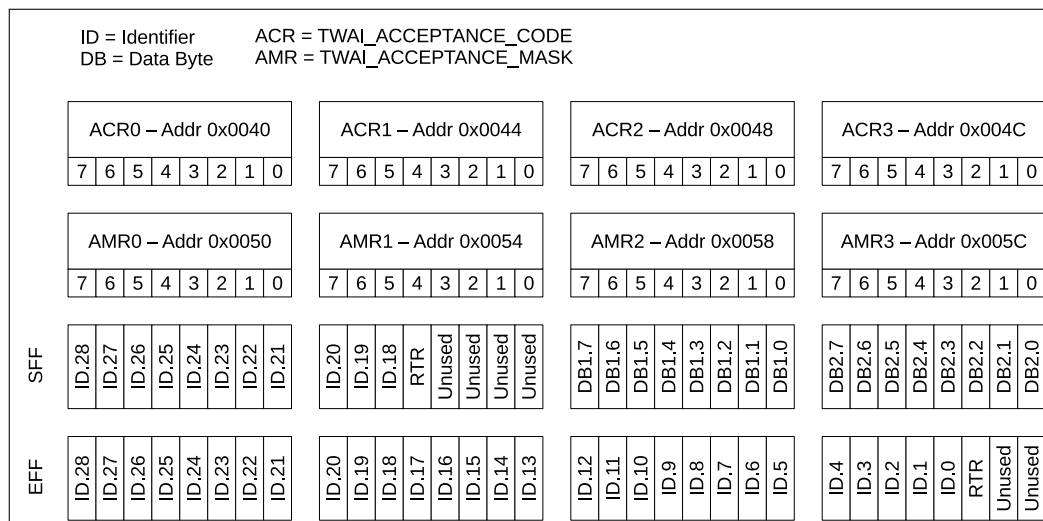 ID = Identifier ACR = TWAI_ACCEPTANCE_CODE
DB = Data Byte AMR = TWAI_ACCEPTANCE_MASK
ACR0 – Addr 0x0040 ACR1 – Addr 0x0044 ACR2 – Addr 0x0048 ACR3 – Addr 0x004C
7 6 5 4 3 2 1 0 7 6 5 4 3 2 1 0 7 6 5 4 3 2 1 0 7 6 5 4 3 2 1 0
AMR0 – Addr 0x0050 AMR1 – Addr 0x0054 AMR2 – Addr 0x0058 AMR3 – Addr 0x005C
7 6 5 4 3 2 1 0 7 6 5 4 3 2 1 0 7 6 5 4 3 2 1 0 7 6 5 4 3 2 1 0
SFF ID.28 ID.27 ID.26 ID.25 ID.24 ID.23 ID.22 ID.21 ID.20 ID.19 ID.18 RTR Unused Unused Unused Unused DB1.7 DB1.6 DB1.5 DB1.4 DB1.3 DB1.2 DB1.1 DB1.0 DB2.7 DB2.6 DB2.5 DB2.4 DB2.3 DB2.2 DB2.1 DB2.0
EFF ID.28 ID.27 ID.26 ID.25 ID.24 ID.23 ID.22 ID.21 ID.20 ID.19 ID.18 ID.17 ID.16 ID.15 ID.14 ID.13 ID.12 ID.11 ID.10 ID.9 ID.8 ID.7 ID.6 ID.5 ID.4 ID.3 ID.2 ID.1 ID.0 RTR Unused Unused